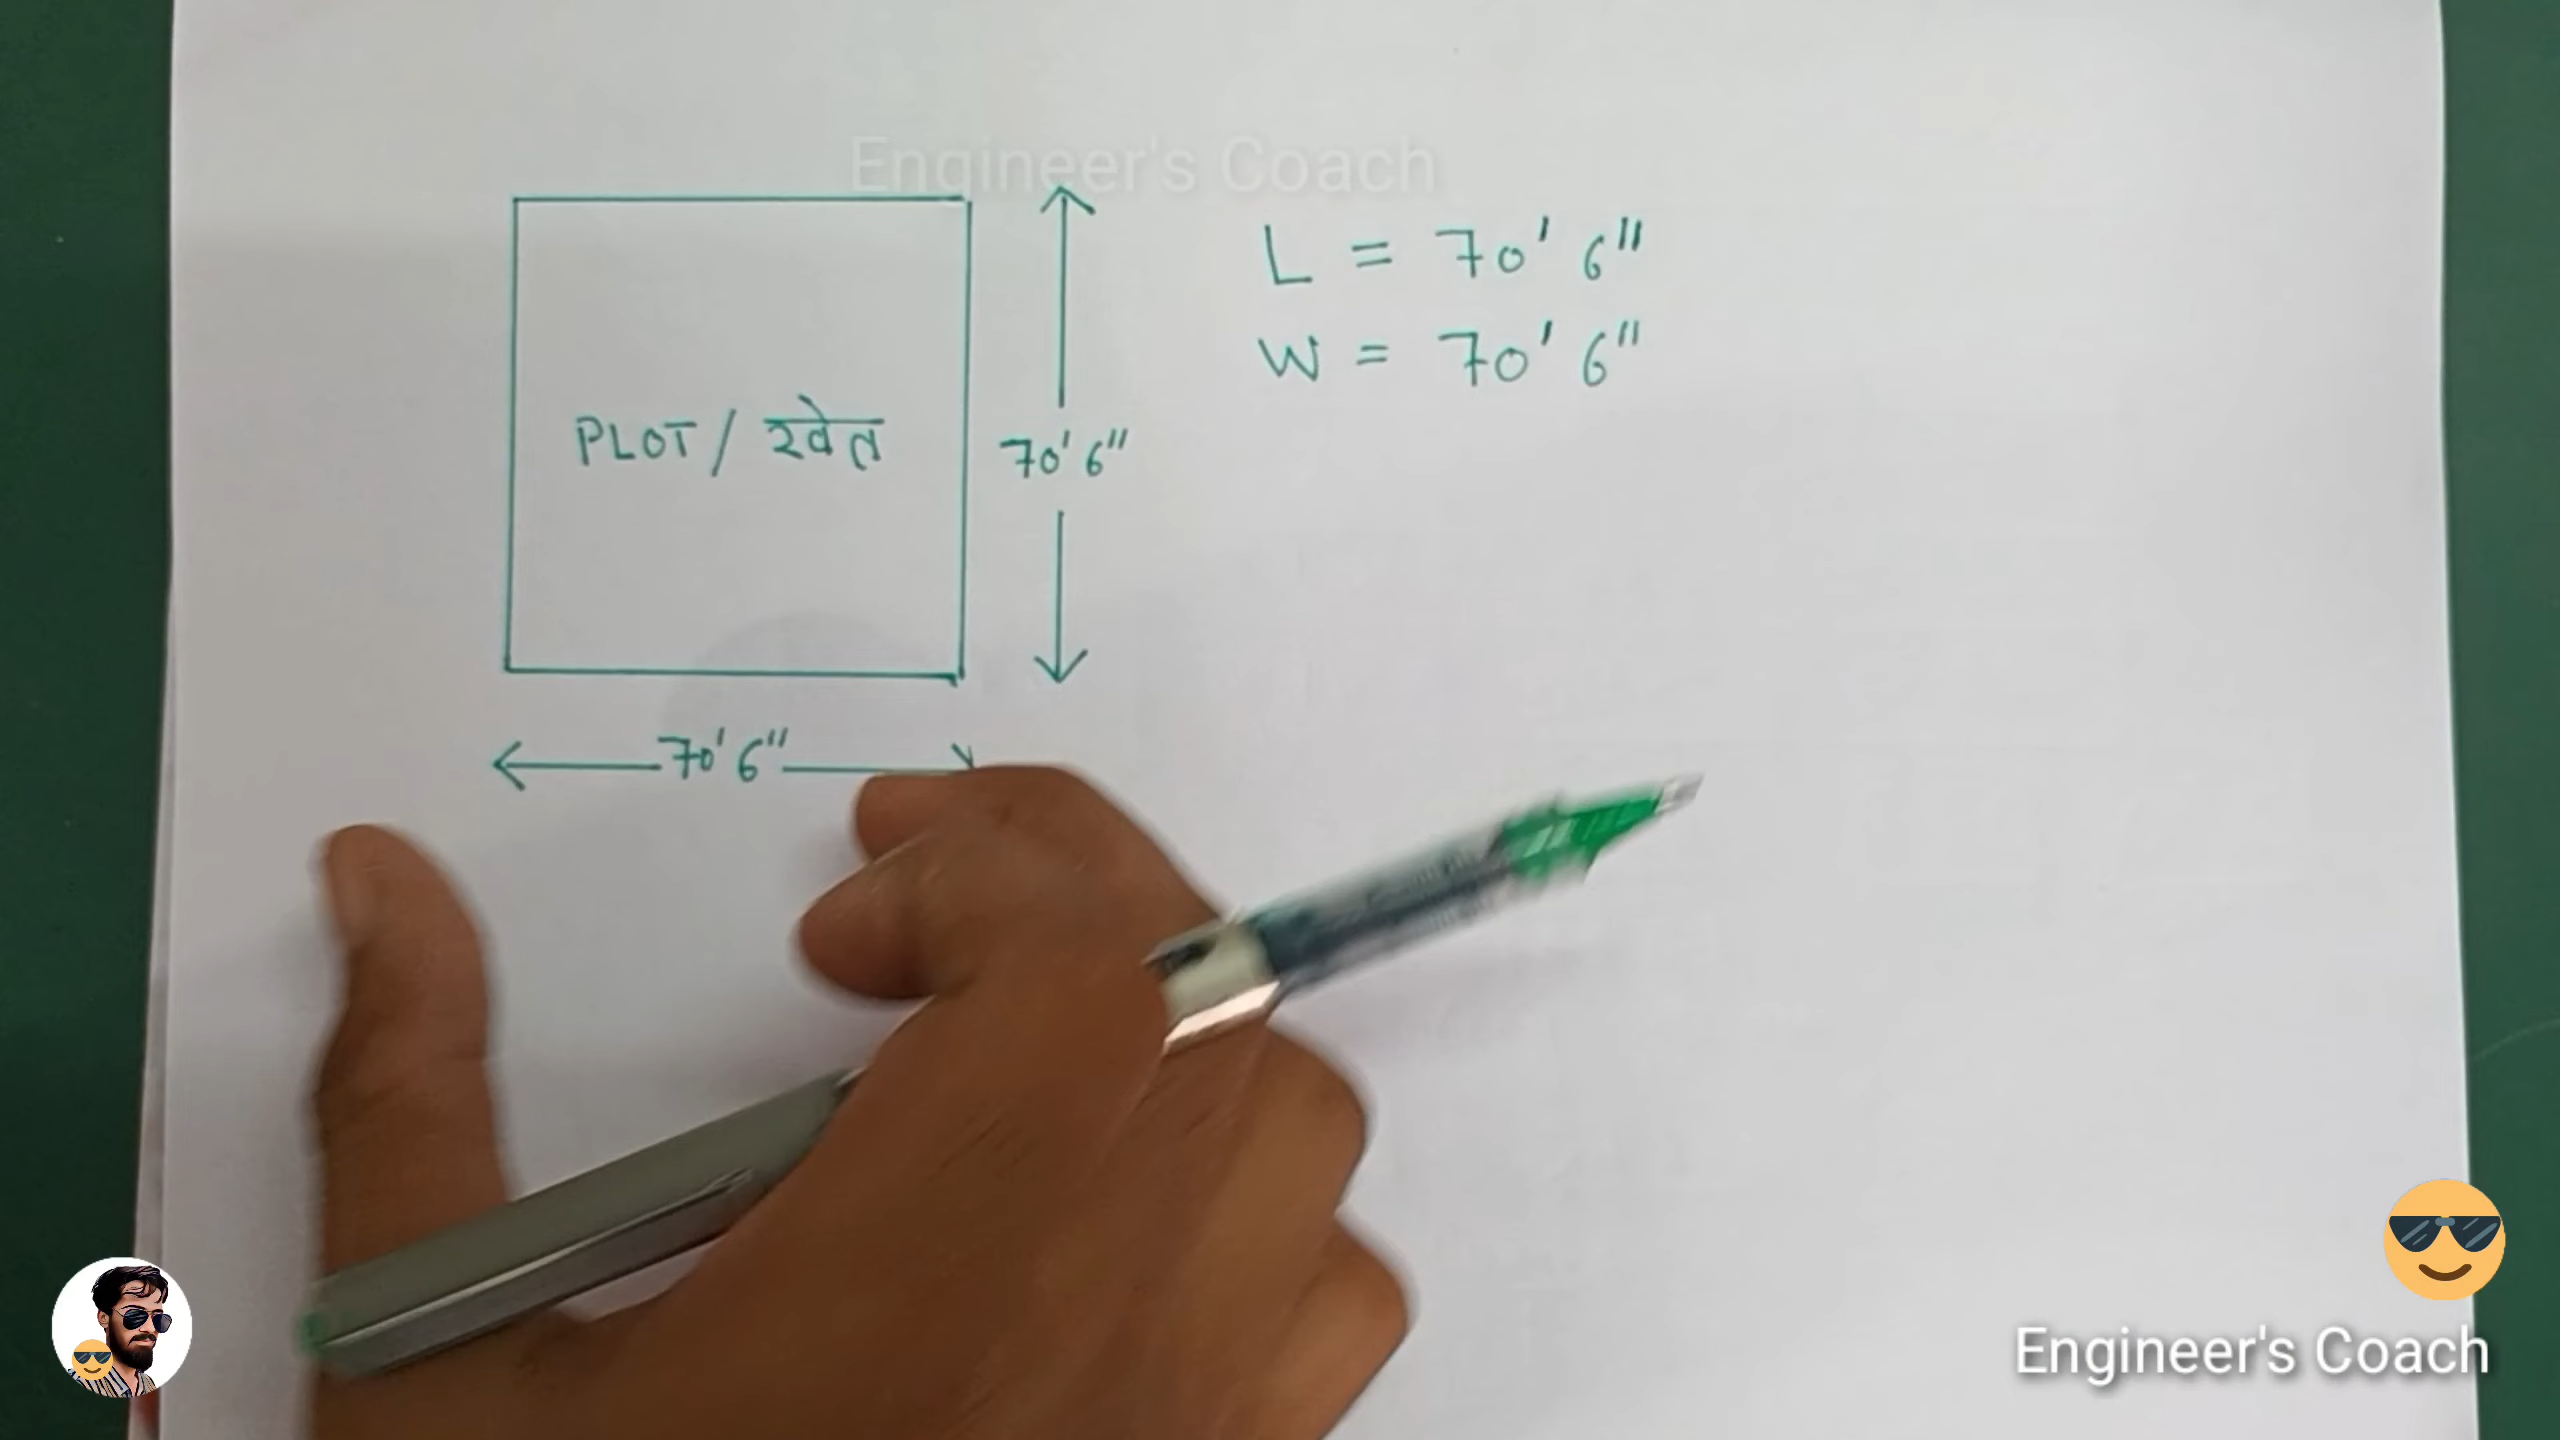 Engineer's Coach
L = 70' 6"
W = 70' 6"
PLOT / खेत
70' 6"
70' 6"
Engineer's Coach